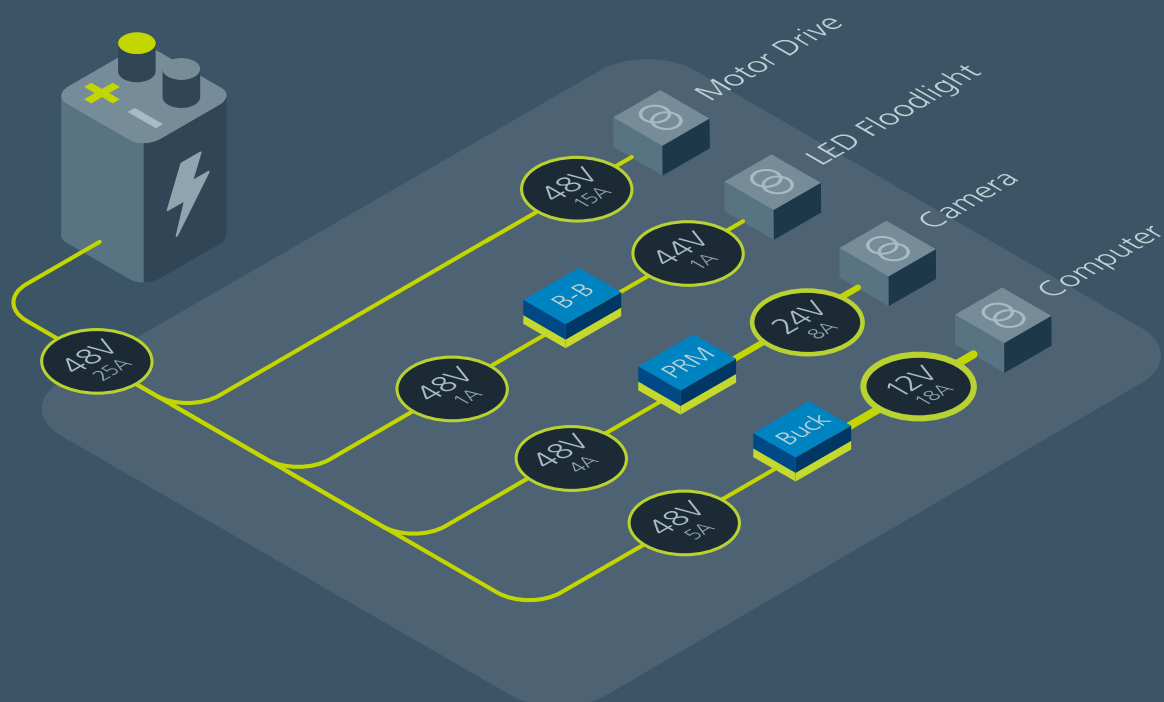 Motor Drive
LED Floodlight
Camera
Computer
48V
15A
44V
1A
24V
8A
12V
18A
B-B
PRM
Buck
48V
25A
48V
1A
48V
4A
48V
5A